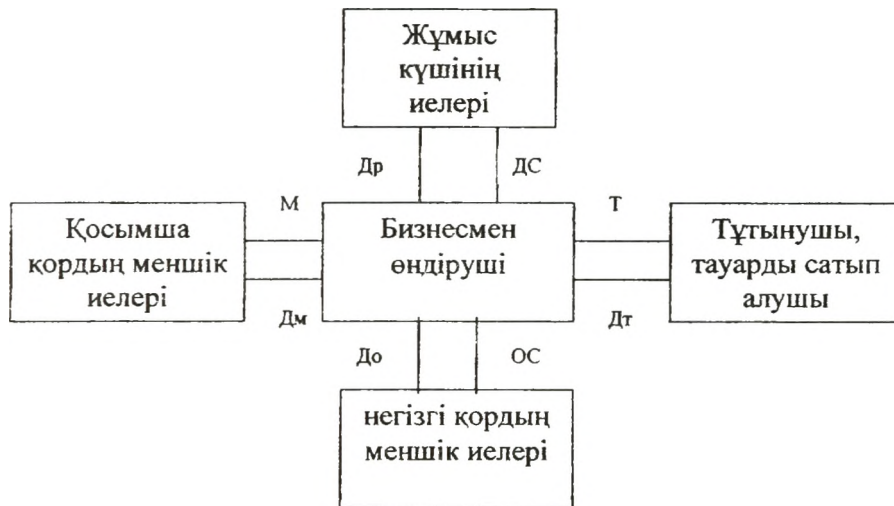 Жұмыс
күшінің
иелері
Др
ДС
М
Т
Қосымша
қордың меншік
иелері
Бизнесмен
өндіруші
Тұтынушы,
тауарды сатып
алушы
Дм
Дт
До
ОС
негізгі қордың
меншік иелері